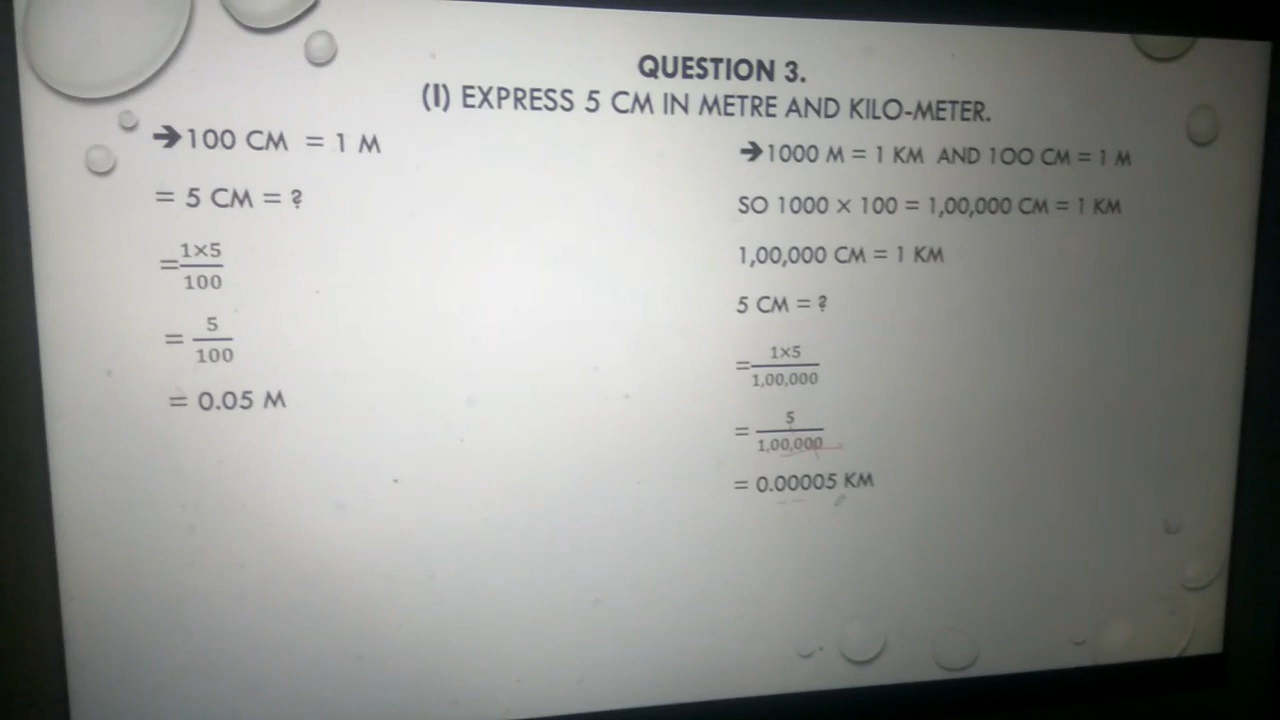 QUESTION 3.
(I) EXPRESS 5 CM IN METRE AND KILO-METER.
➔100 CM = 1 M
= 5 CM = ?
=1×5/100
= 5/100
= 0.05 M
➔1000 M = 1 KM AND 1OO CM = 1 M
SO 1000 × 100 = 1,00,000 CM = 1 KM
1,00,000 CM = 1 KM
5 CM = ?
=1×5/1,00,000
= 5/1,00,000
= 0.00005 KM